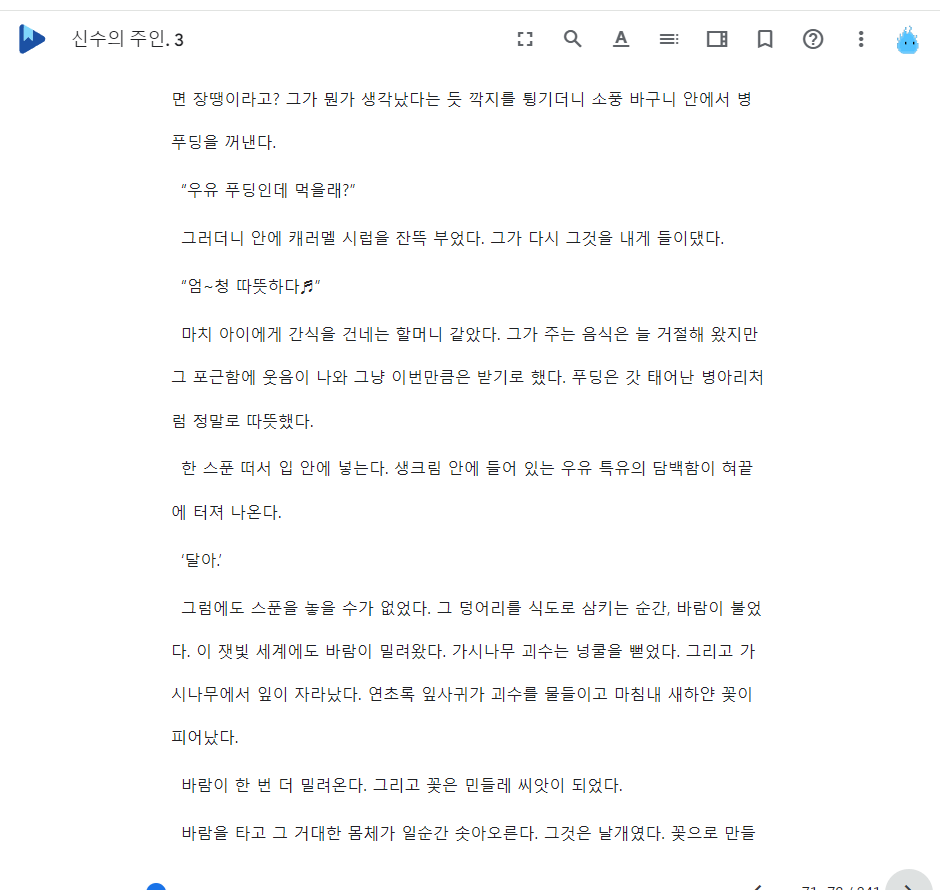 신수의 주인. 3
면 장땡이라고? 그가 뭔가 생각났다는 듯 깍지를 튕기더니 소풍 바구니 안에서 병
푸딩을 꺼낸다.
“우유 푸딩인데 먹을래?”
그러더니 안에 캐러멜 시럽을 잔뜩 부었다. 그가 다시 그것을 내게 들이댔다.
“엄~청 따뜻하다♬”
마치 아이에게 간식을 건네는 할머니 같았다. 그가 주는 음식은 늘 거절해 왔지만
그 포근함에 웃음이 나와 그냥 이번만큼은 받기로 했다. 푸딩은 갓 태어난 병아리처
럼 정말로 따뜻했다.
한 스푼 떠서 입 안에 넣는다. 생크림 안에 들어 있는 우유 특유의 담백함이 혀끝
에 터져 나온다.
‘달아.’
그럼에도 스푼을 놓을 수가 없었다. 그 덩어리를 식도로 삼키는 순간, 바람이 불었
다. 이 잿빛 세계에도 바람이 밀려왔다. 가시나무 괴수는 넝쿨을 뻗었다. 그리고 가
시나무에서 잎이 자라났다. 연초록 잎사귀가 괴수를 물들이고 마침내 새하얀 꽃이
피어났다.
바람이 한 번 더 밀려온다. 그리고 꽃은 민들레 씨앗이 되었다.
바람을 타고 그 거대한 몸체가 일순간 솟아오른다. 그것은 날개였다. 꽃으로 만들